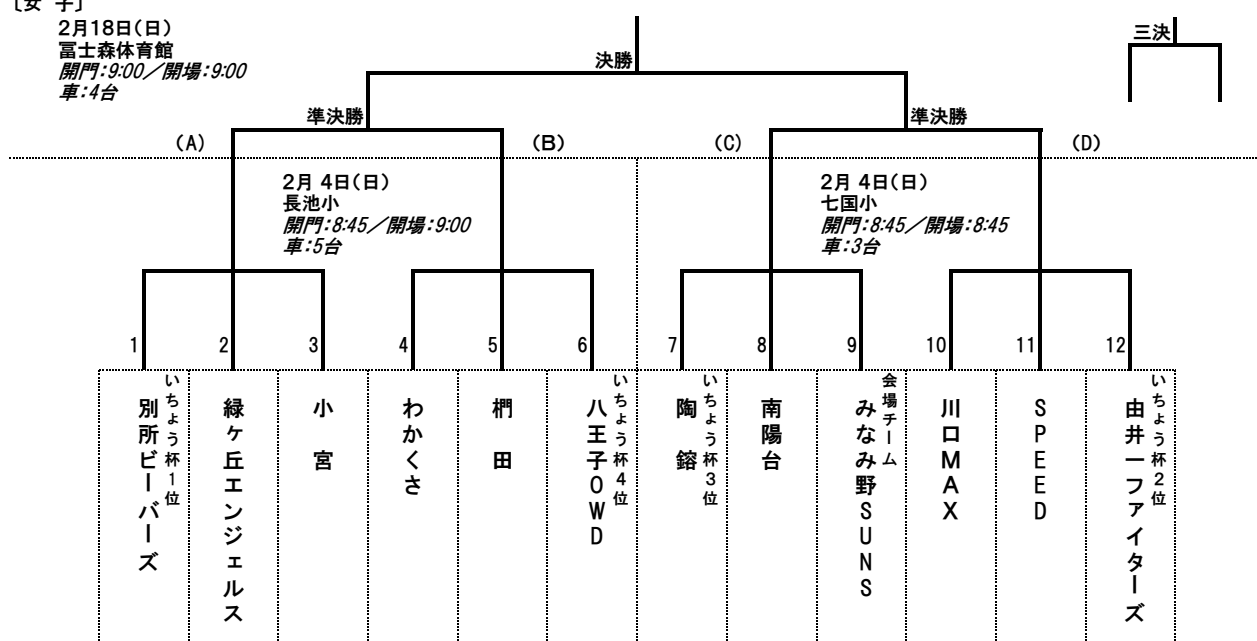 〔女 子〕
2月18日(日)
冨士森体育館
開門:9:00/開場:9:00
車:4台
決勝
三決
準決勝
準決勝
(A)
(B)
(C)
(D)
2月 4日(日)
長池小
開門:8:45/開場:9:00
車:5台
2月 4日(日)
七国小
開門:8:45/開場:8:45
車:3台
1
2
3
4
5
6
7
8
9
10
11
12
別所ビーバーズ
いちょう杯1位
緑ヶ丘エンジェルス
小 宮
わかくさ
椚 田
八王子OWD
いちょう杯4位
陶 鎔
いちょう杯3位
南陽台
みなみ野SUNS
会場チーム
川口MAX
SPEED
由井一ファイターズ
いちょう杯2位